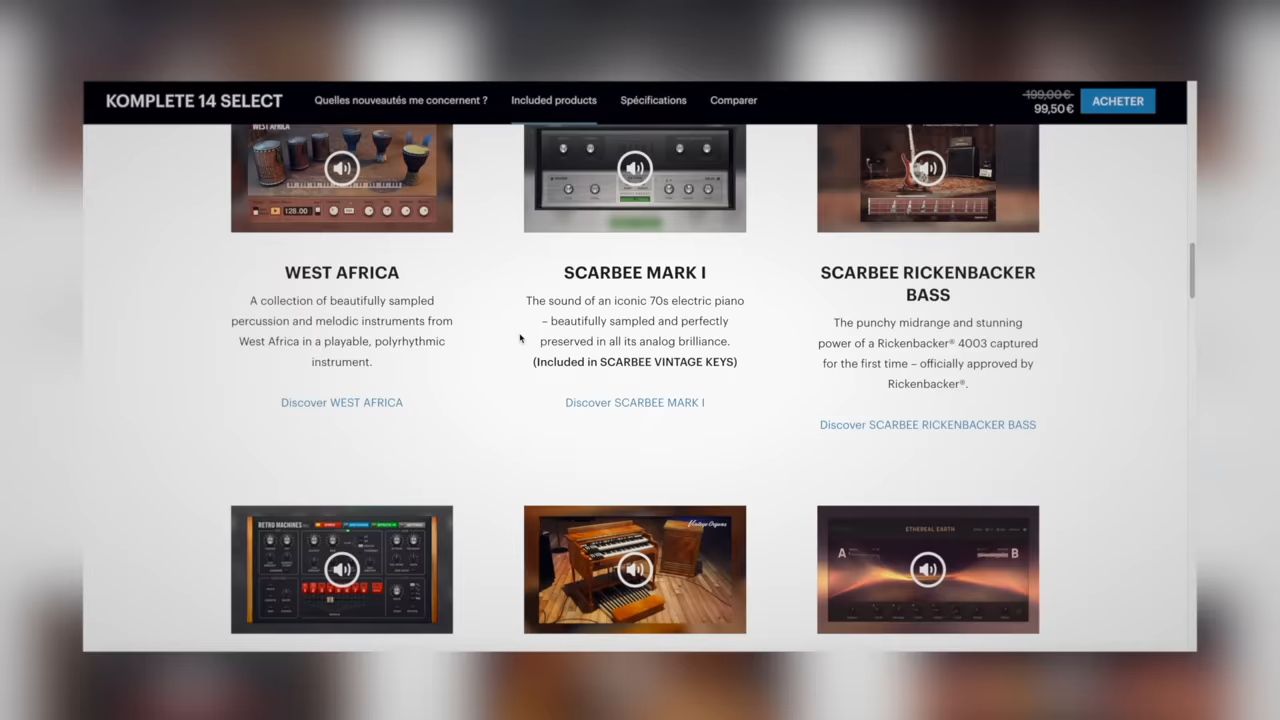 KOMPLETE 14 SELECT
Quelles nouveautés me concernent ?
Included products
Spécifications
Comparer
199,00 €
99,50 €
ACHETER
WEST AFRICA
128.00
WEST AFRICA
A collection of beautifully sampled
percussion and melodic instruments from
West Africa in a playable, polyrhythmic
instrument.
Discover WEST AFRICA
SCARBEE MARK I
The sound of an iconic 70s electric piano
– beautifully sampled and perfectly
preserved in all its analog brilliance.
(Included in SCARBEE VINTAGE KEYS)
Discover SCARBEE MARK I
SCARBEE RICKENBACKER
BASS
The punchy midrange and stunning
power of a Rickenbacker® 4003 captured
for the first time – officially approved by
Rickenbacker®.
Discover SCARBEE RICKENBACKER BASS
RETRO MACHINES
Vintage Organs
ETHEREAL EARTH
A
B